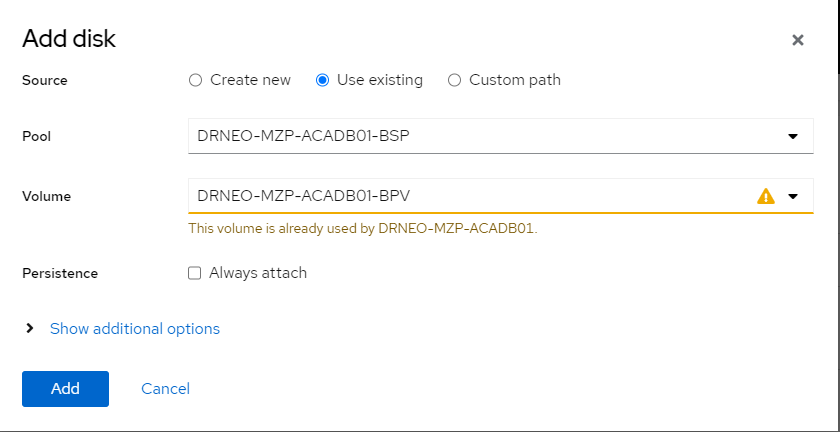 Add disk
Source Create new Use existing Custom path
Pool DRNEO-MZP-ACADB01-BSP
Volume DRNEO-MZP-ACADB01-BPV
This volume is already used by DRNEO-MZP-ACADB01.
Persistence Always attach
Show additional options
Add Cancel